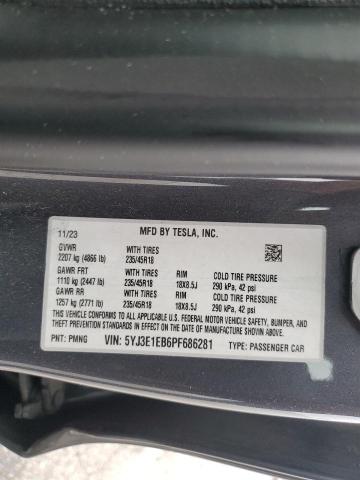 11/23 MFD BY TESLA, INC.
GVWR WITH TIRES
2207 kg (4866 lb) 235/45R18
GAWR FRT WITH TIRES RIM COLD TIRE PRESSURE
1110 kg (2447 lb) 235/45R18 18X8.5J 290 kPa, 42 psi
GAWR RR WITH TIRES RIM COLD TIRE PRESSURE
1257 kg (2771 lb) 235/45R18 18X8.5J 290 kPa, 42 psi
THIS VEHICLE CONFORMS TO ALL APPLICABLE U.S. FEDERAL MOTOR VEHICLE SAFETY, BUMPER, AND
THEFT PREVENTION STANDARDS IN EFFECT ON THE DATE OF MANUFACTURE SHOWN ABOVE.
PNT: PMNG VIN: 5YJ3E1EB6PF686281 TYPE: PASSENGER CAR